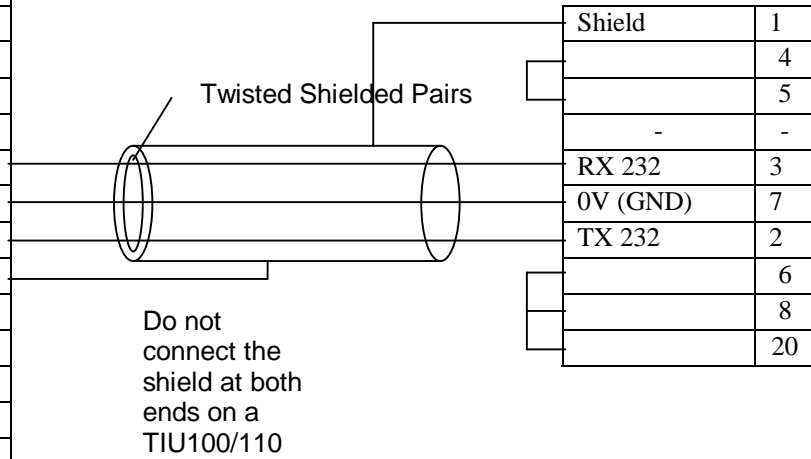 Shield 1
4
5
Twisted Shielded Pairs
- -
RX 232 3
0V (GND) 7
TX 232 2
6
8
20
Do not
connect the
shield at both
ends on a
TIU100/110